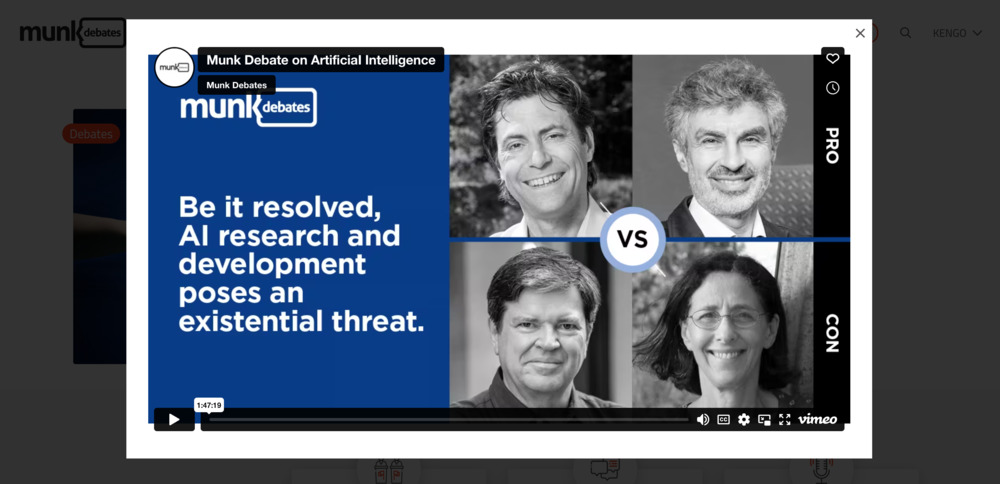 munk debates
KENGO
Debates
munk
Munk Debate on Artificial Intelligence
Munk Debates
munk debates
Be it resolved,
AI research and
development
poses an
existential threat.
PRO
VS
CON
1:47:19
CC
vimeo